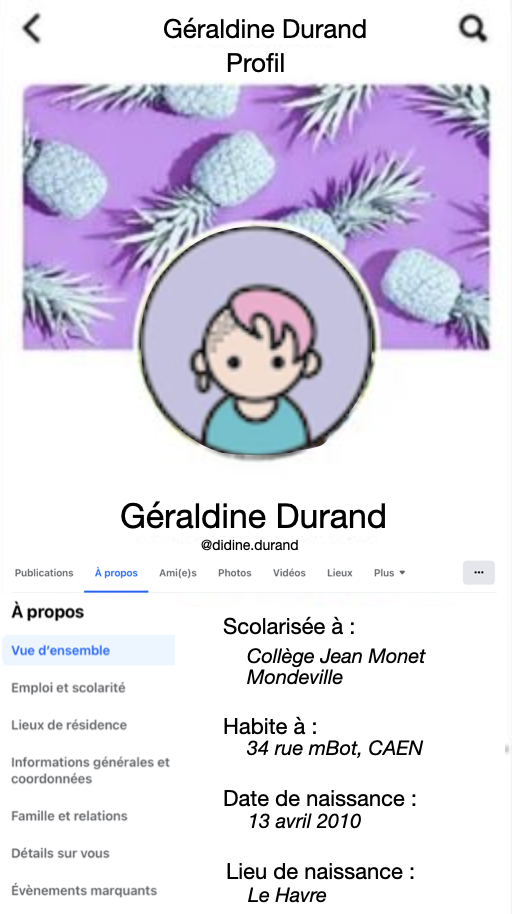 Géraldine Durand
Profil
Géraldine Durand
@didine.durand
Publications À propos Ami(e)s Photos Vidéos Lieux Plus ▼ ...
À propos
Vue d'ensemble
Emploi et scolarité
Lieux de résidence
Informations générales et
coordonnées
Famille et relations
Détails sur vous
Évènements marquants
Scolarisée à :
Collège Jean Monet
Mondeville
Habite à :
34 rue mBot, CAEN
Date de naissance :
13 avril 2010
Lieu de naissance :
Le Havre